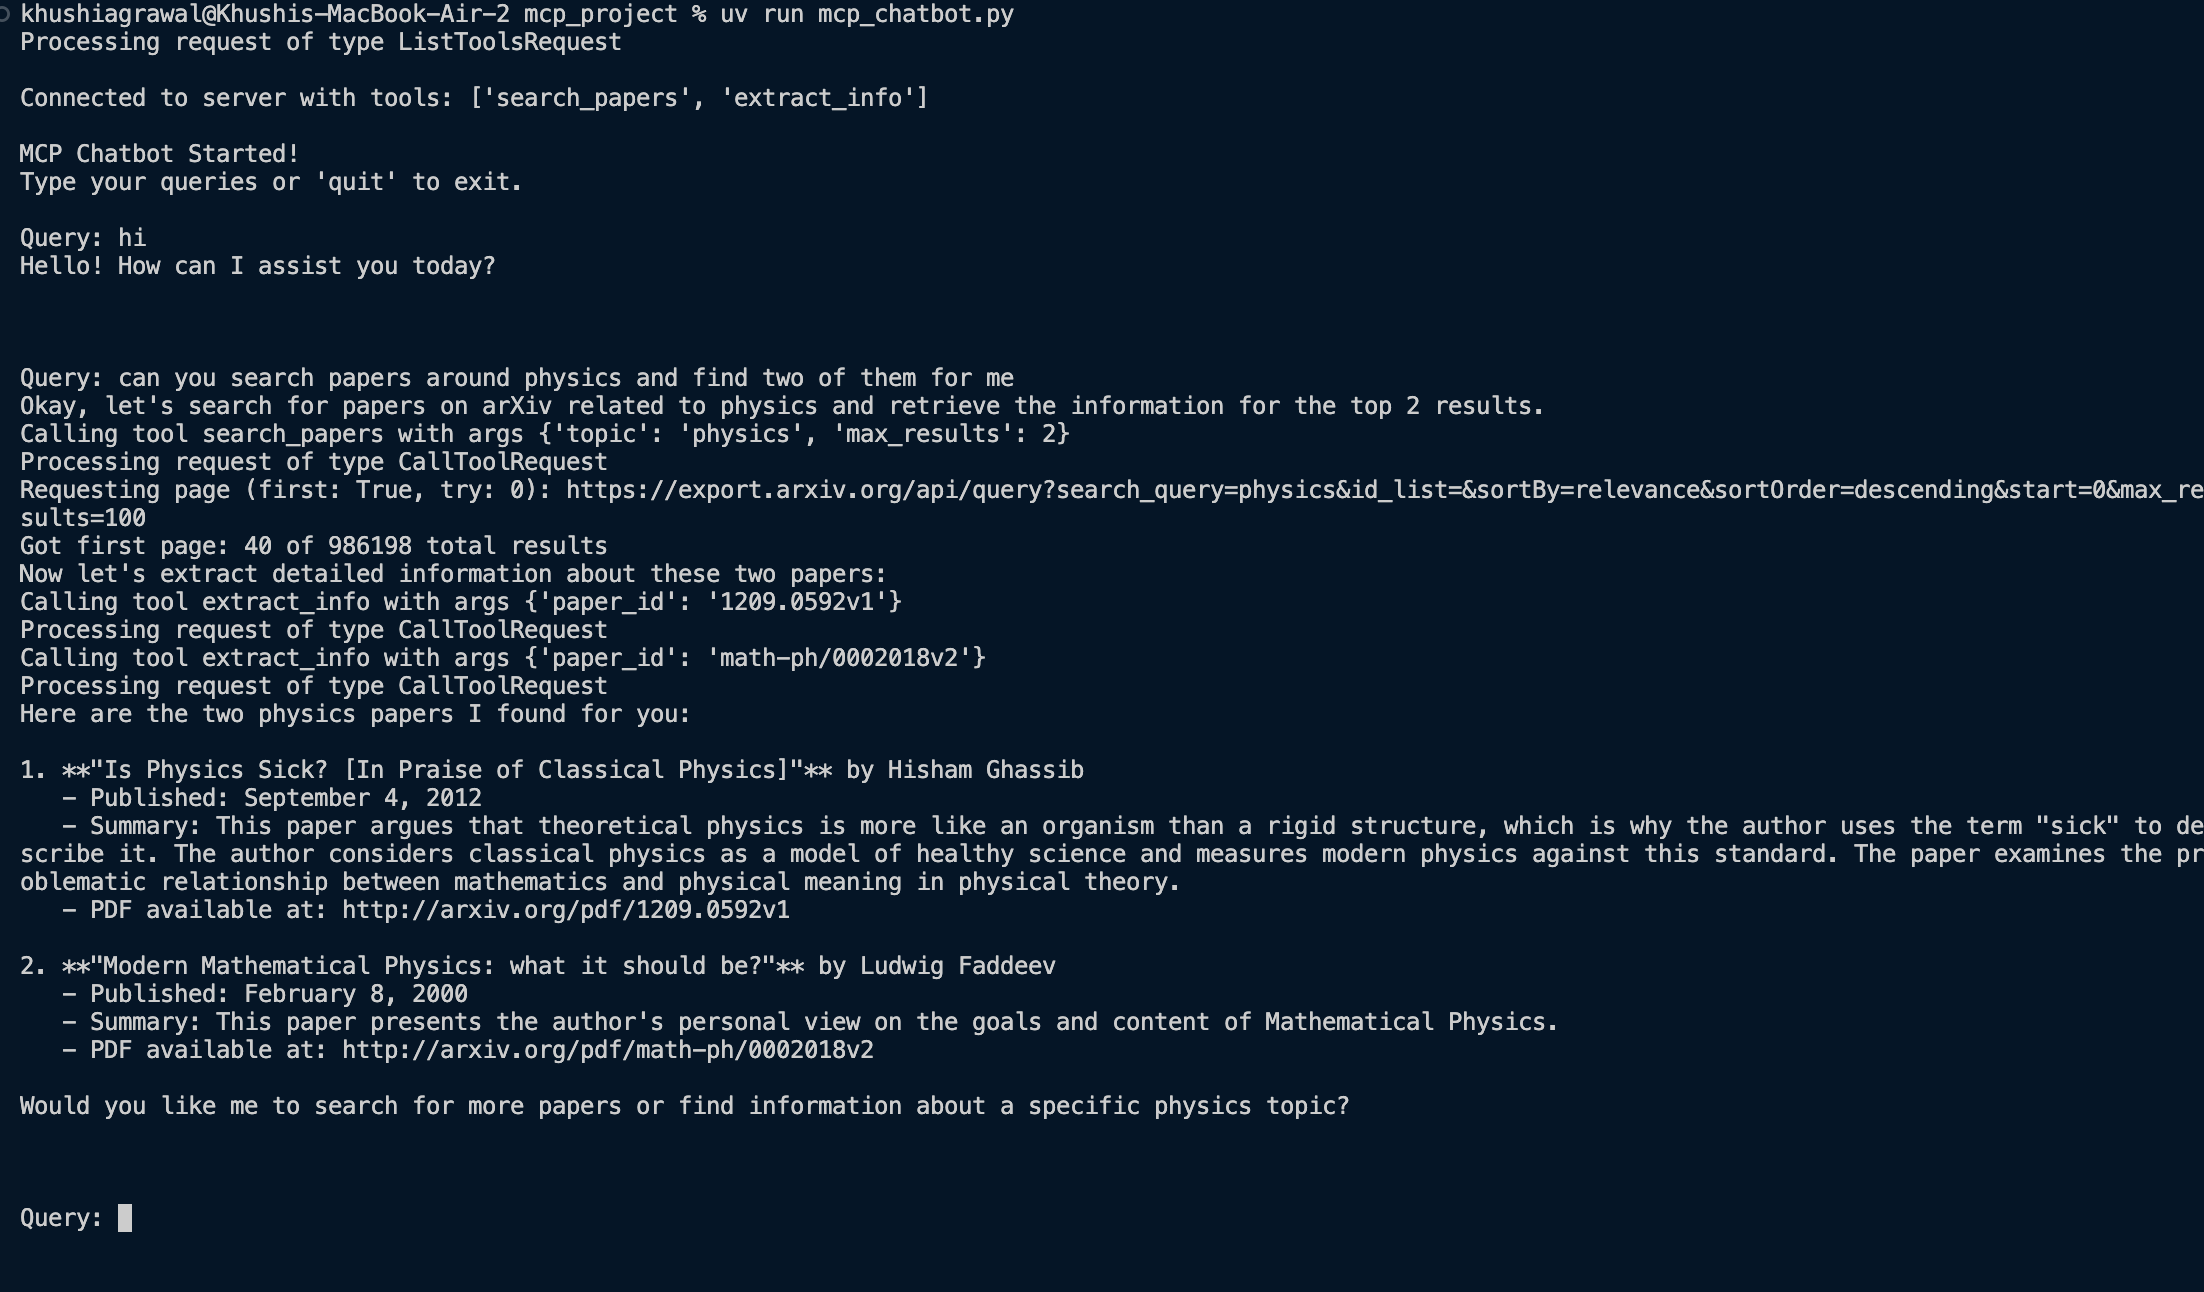 khushiagrawal@Khushis-MacBook-Air-2 mcp_project % uv run mcp_chatbot.py
Processing request of type ListToolsRequest
Connected to server with tools: ['search_papers', 'extract_info']
MCP Chatbot Started!
Type your queries or 'quit' to exit.
Query: hi
Hello! How can I assist you today?
Query: can you search papers around physics and find two of them for me
Okay, let's search for papers on arXiv related to physics and retrieve the information for the top 2 results.
Calling tool search_papers with args {'topic': 'physics', 'max_results': 2}
Processing request of type CallToolRequest
Requesting page (first: True, try: 0): https://export.arxiv.org/api/query?search_query=physics&id_list=&sortBy=relevance&sortOrder=descending&start=0&max_re
sults=100
Got first page: 40 of 986198 total results
Now let's extract detailed information about these two papers:
Calling tool extract_info with args {'paper_id': '1209.0592v1'}
Processing request of type CallToolRequest
Calling tool extract_info with args {'paper_id': 'math-ph/0002018v2'}
Processing request of type CallToolRequest
Here are the two physics papers I found for you:
1. **"Is Physics Sick? [In Praise of Classical Physics]"** by Hisham Ghassib
   - Published: September 4, 2012
   - Summary: This paper argues that theoretical physics is more like an organism than a rigid structure, which is why the author uses the term "sick" to de
scribe it. The author considers classical physics as a model of healthy science and measures modern physics against this standard. The paper examines the pr
oblematic relationship between mathematics and physical meaning in physical theory.
   - PDF available at: http://arxiv.org/pdf/1209.0592v1
2. **"Modern Mathematical Physics: what it should be?"** by Ludwig Faddeev
   - Published: February 8, 2000
   - Summary: This paper presents the author's personal view on the goals and content of Mathematical Physics.
   - PDF available at: http://arxiv.org/pdf/math-ph/0002018v2
Would you like me to search for more papers or find information about a specific physics topic?
Query: